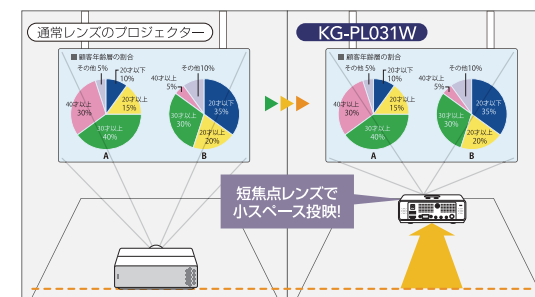 通常レンズのプロジェクター
■ 顧客年齢層の割合
その他 5%
20才以下
10%
20才以上
15%
30才以上
40%
40才以上
30%
A
その他10%
20才以下
35%
20才以上
20%
30才以上
30%
40才以上
5%
B
KG-PL031W
■ 顧客年齢層の割合
その他 5%
20才以下
10%
20才以上
15%
30才以上
40%
40才以上
30%
A
その他10%
20才以下
35%
20才以上
20%
30才以上
30%
40才以上
5%
B
短焦点レンズで
小スペース投映!